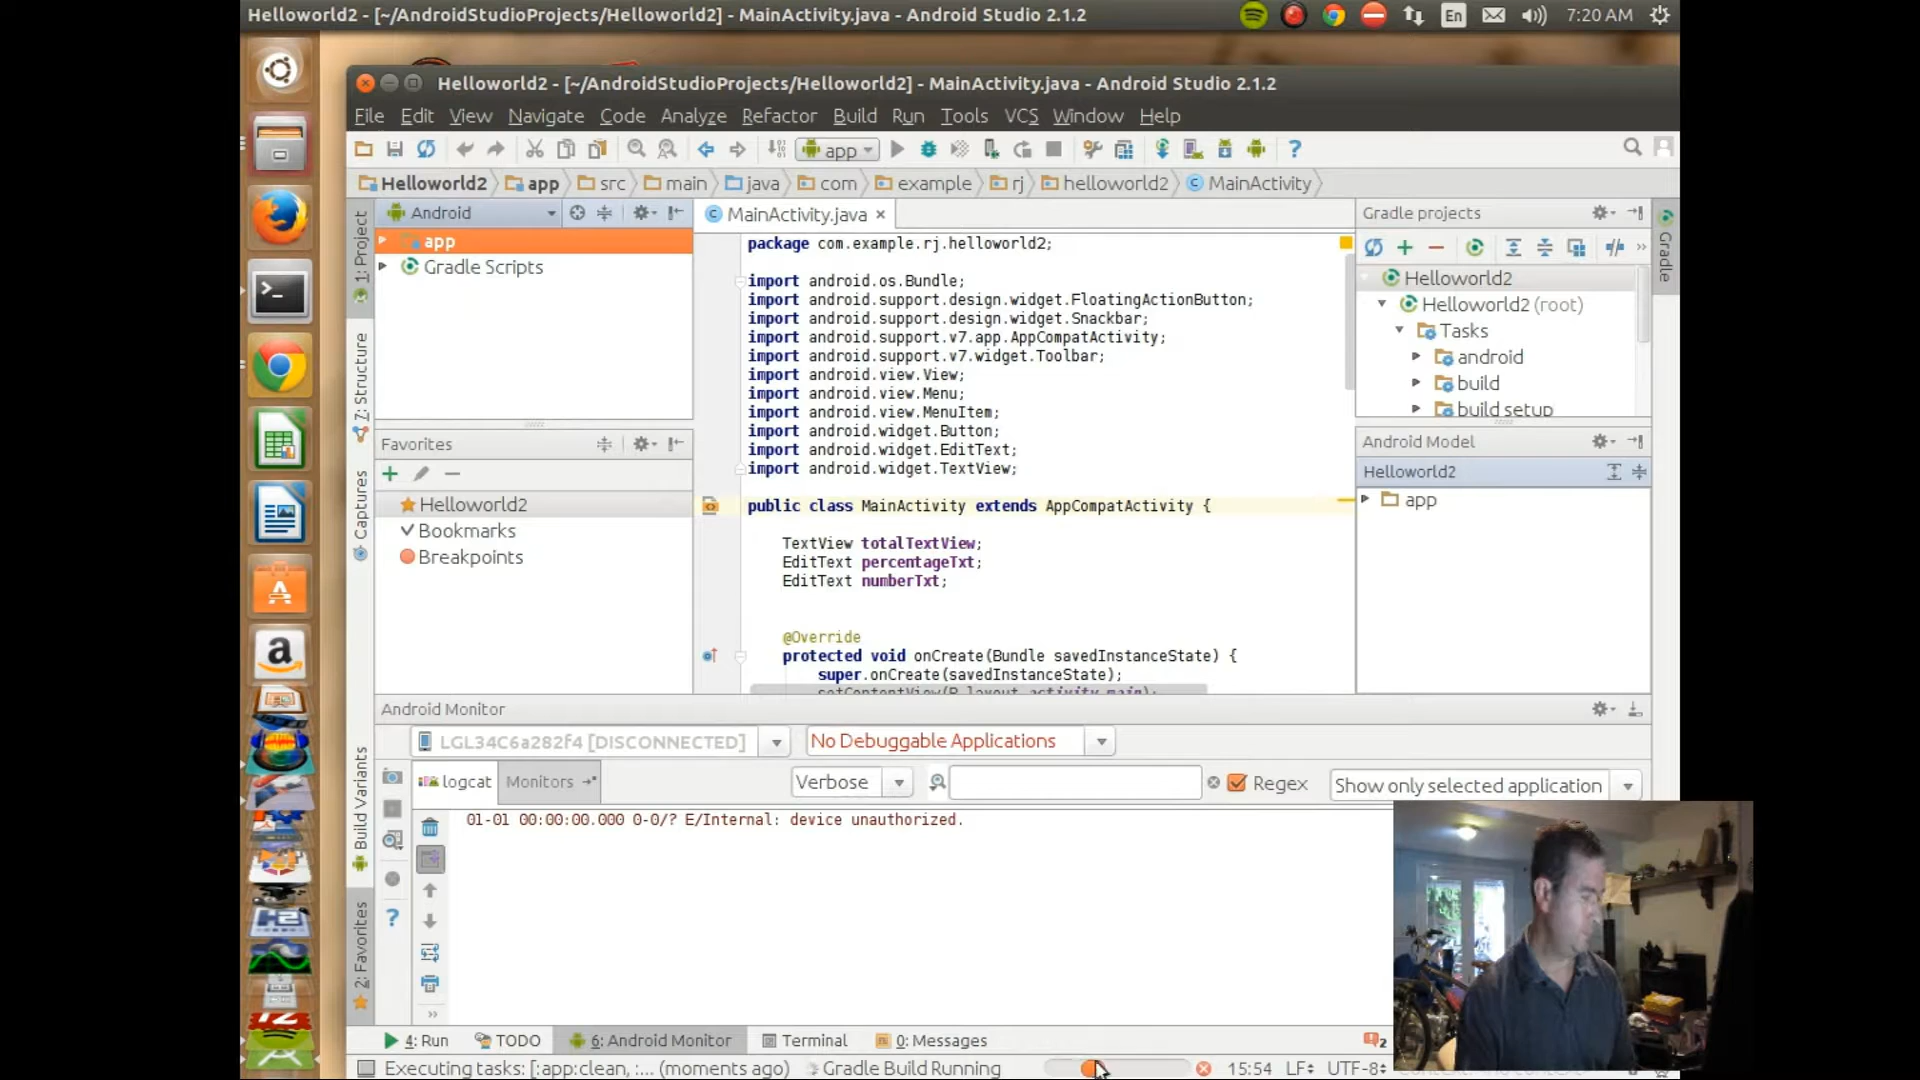 Helloworld2 - [~/AndroidStudioProjects/Helloworld2] - MainActivity.java - Android Studio 2.1.2
En
7:20 AM
Helloworld2 - [~/AndroidStudioProjects/Helloworld2] - MainActivity.java - Android Studio 2.1.2
File Edit View Navigate Code Analyze Refactor Build Run Tools VCS Window Help
app
Helloworld2 app src main java com example rj helloworld2 MainActivity
1: Project
7: Structure
Captures
Build Variants
2: Favorites
Android
app
Gradle Scripts
Favorites
Helloworld2
Bookmarks
Breakpoints
MainActivity.java
package com.example.rj.helloworld2;
import android.os.Bundle;
import android.support.design.widget.FloatingActionButton;
import android.support.design.widget.Snackbar;
import android.support.v7.app.AppCompatActivity;
import android.support.v7.widget.Toolbar;
import android.view.View;
import android.view.Menu;
import android.view.MenuItem;
import android.widget.Button;
import android.widget.EditText;
import android.widget.TextView;
public class MainActivity extends AppCompatActivity {
TextView totalTextView;
EditText percentageTxt;
EditText numberTxt;
@Override
protected void onCreate(Bundle savedInstanceState) {
super.onCreate(savedInstanceState);
setContentView(R.layout.activity_main);
Gradle projects
Helloworld2
Helloworld2 (root)
Tasks
android
build
build setup
Gradle
Android Model
Helloworld2
app
Android Monitor
LGL34C6a282f4 [DISCONNECTED]
No Debuggable Applications
logcat
Monitors
Verbose
Regex
Show only selected application
01-01 00:00:00.000 0-0/? E/Internal: device unauthorized.
4: Run TODO 6: Android Monitor Terminal 0: Messages
2
Executing tasks: [:app:clean, :... (moments ago) Gradle Build Running 15:54 LF UTF-8